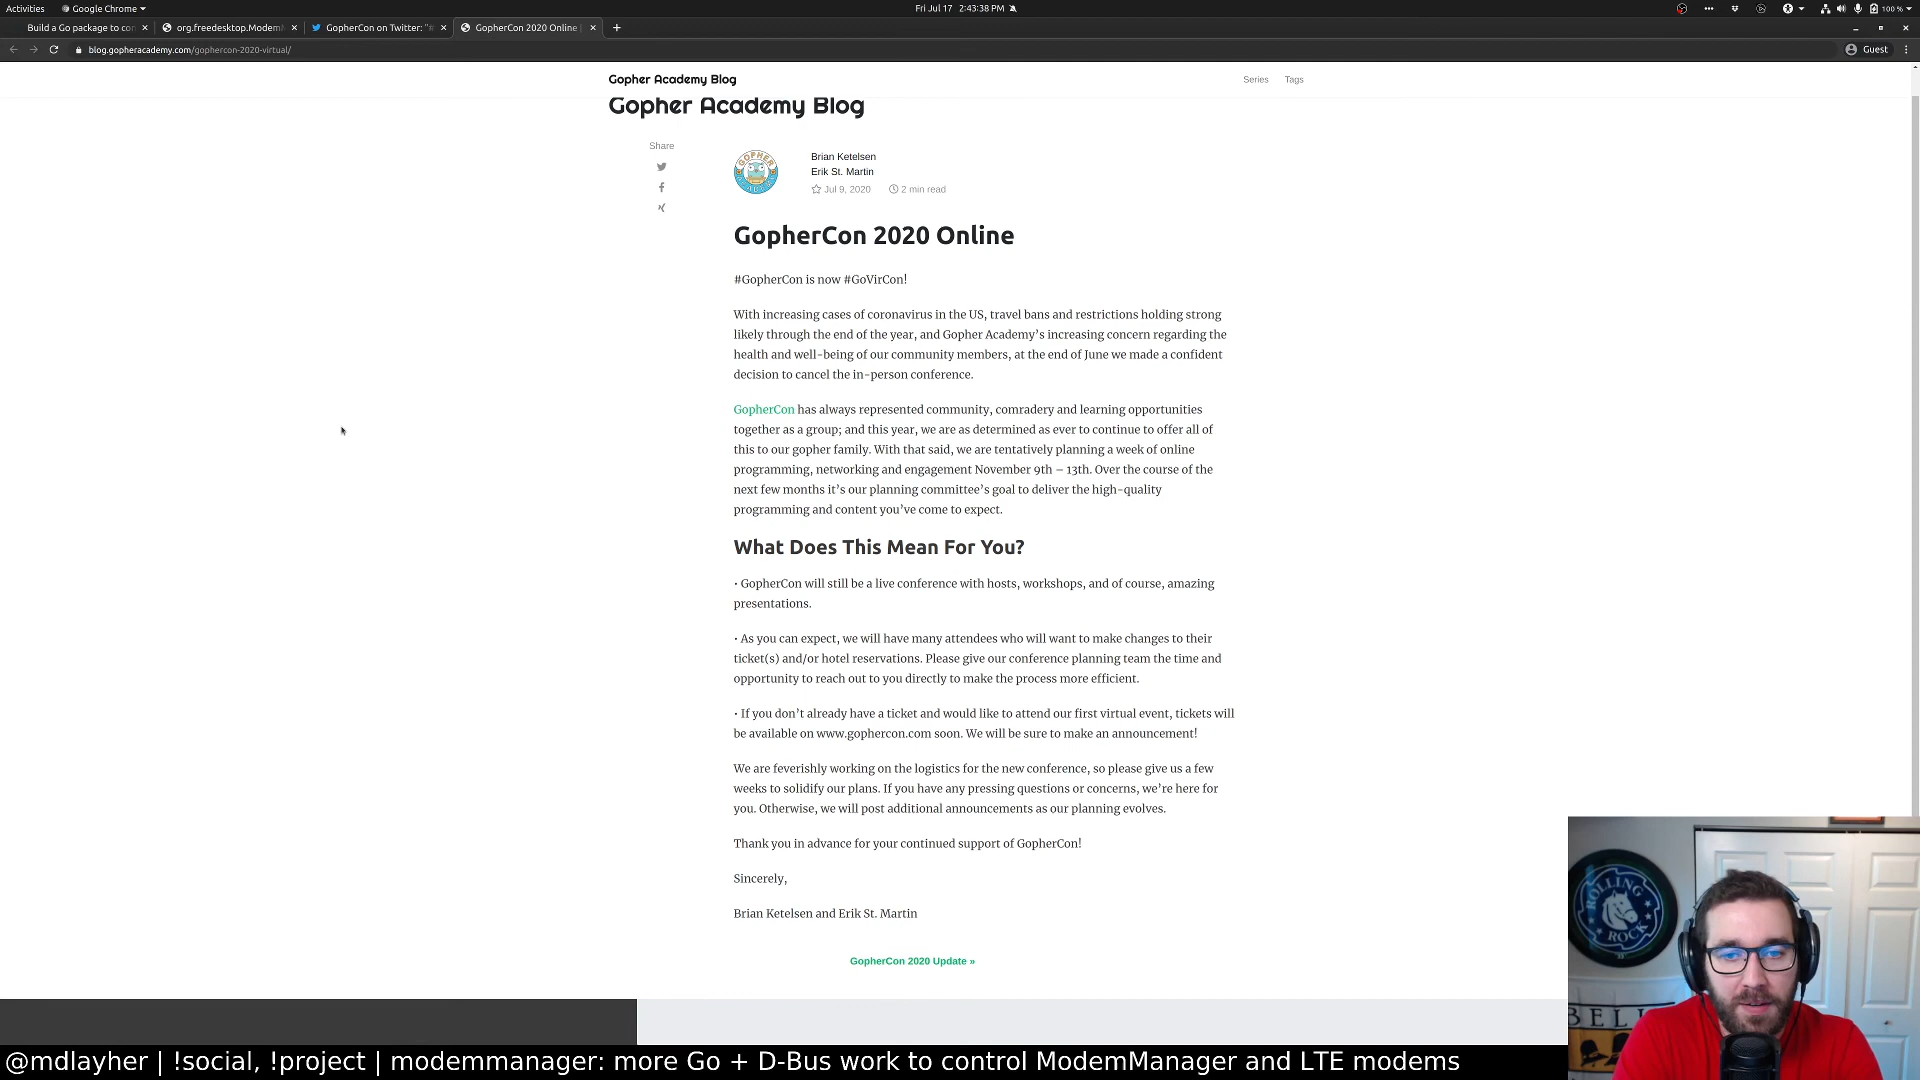 Activities Google Chrome Fri Jul 17 2:43:38 PM 100 %
Build a Go package to con org.freedesktop.ModemM GopherCon on Twitter: "# GopherCon 2020 Online
blog.gopheracademy.com/gophercon-2020-virtual/ Guest
Gopher Academy Blog Series Tags
Gopher Academy Blog
Share
Brian Ketelsen
Erik St. Martin
Jul 9, 2020 2 min read
GopherCon 2020 Online
#GopherCon is now #GoVirCon!
With increasing cases of coronavirus in the US, travel bans and restrictions holding strong
likely through the end of the year, and Gopher Academy’s increasing concern regarding the
health and well-being of our community members, at the end of June we made a confident
decision to cancel the in-person conference.
GopherCon has always represented community, comradery and learning opportunities
together as a group; and this year, we are as determined as ever to continue to offer all of
this to our gopher family. With that said, we are tentatively planning a week of online
programming, networking and engagement November 9th – 13th. Over the course of the
next few months it’s our planning committee’s goal to deliver the high-quality
programming and content you’ve come to expect.
What Does This Mean For You?
• GopherCon will still be a live conference with hosts, workshops, and of course, amazing
presentations.
• As you can expect, we will have many attendees who will want to make changes to their
ticket(s) and/or hotel reservations. Please give our conference planning team the time and
opportunity to reach out to you directly to make the process more efficient.
• If you don’t already have a ticket and would like to attend our first virtual event, tickets will
be available on www.gophercon.com soon. We will be sure to make an announcement!
We are feverishly working on the logistics for the new conference, so please give us a few
weeks to solidify our plans. If you have any pressing questions or concerns, we’re here for
you. Otherwise, we will post additional announcements as our planning evolves.
Thank you in advance for your continued support of GopherCon!
Sincerely,
Brian Ketelsen and Erik St. Martin
GopherCon 2020 Update »
ROLLING
ROCK
BELL
@mdlayher | !social, !project | modemmanager: more Go + D-Bus work to control ModemManager and LTE modems